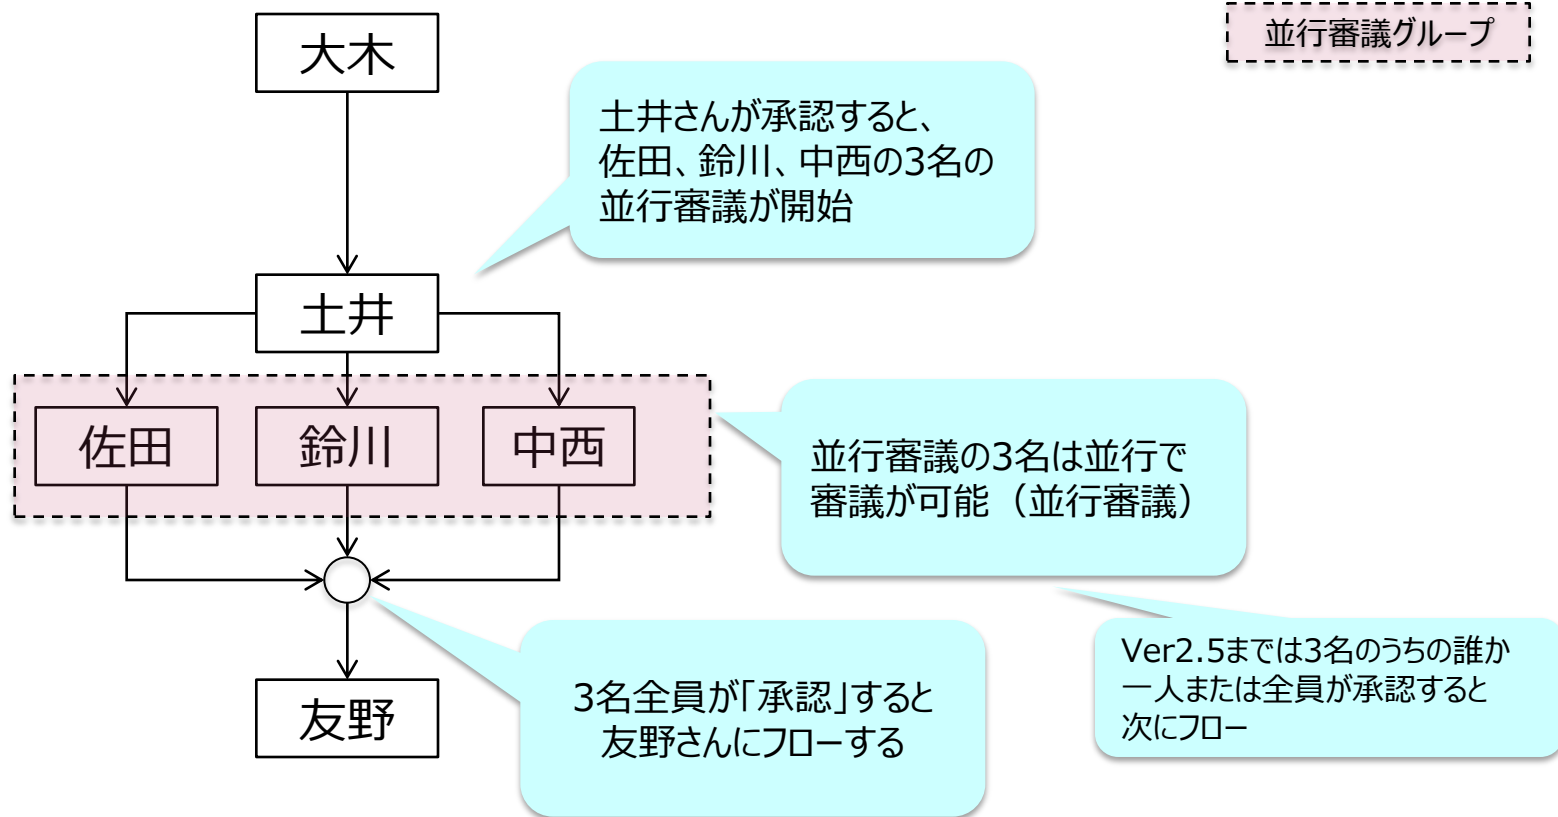 大木
並行審議グループ
土井さんが承認すると、
佐田、鈴川、中西の3名の
並行審議が開始
土井
佐田
鈴川
中西
並行審議の3名は並行で
審議が可能（並行審議）
3名全員が「承認」すると
友野さんにフローする
Ver2.5までは3名のうちの誰か
一人または全員が承認すると
次にフロー
友野